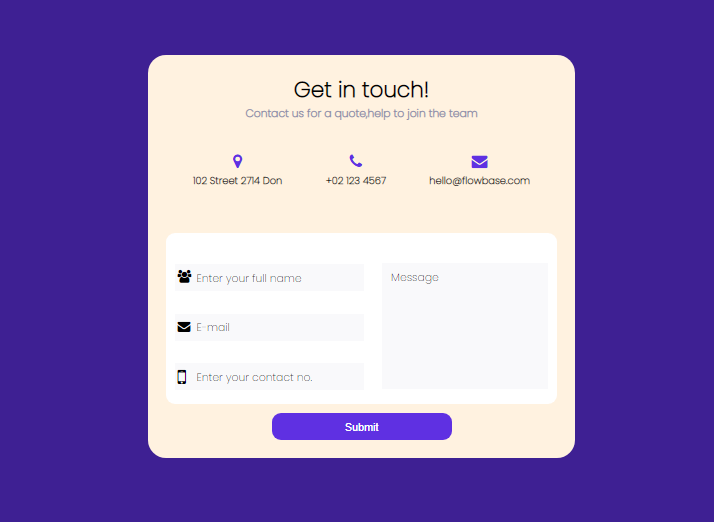 Get in touch!
Contact us for a quote,help to join the team
102 Street 2714 Don
+02 123 4567
hello@flowbase.com
Enter your full name
Message
E-mail
Enter your contact no.
Submit